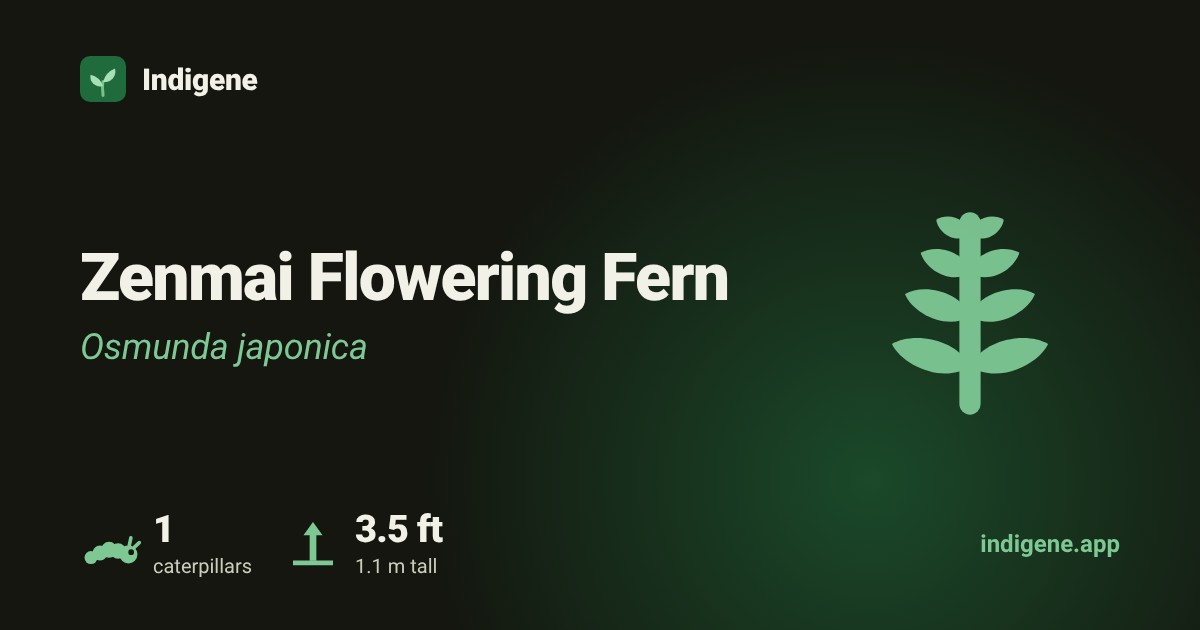 Indigene
Zenmai Flowering Fern
Osmunda japonica
1
caterpillars
3.5 ft
1.1 m tall
indigene.app